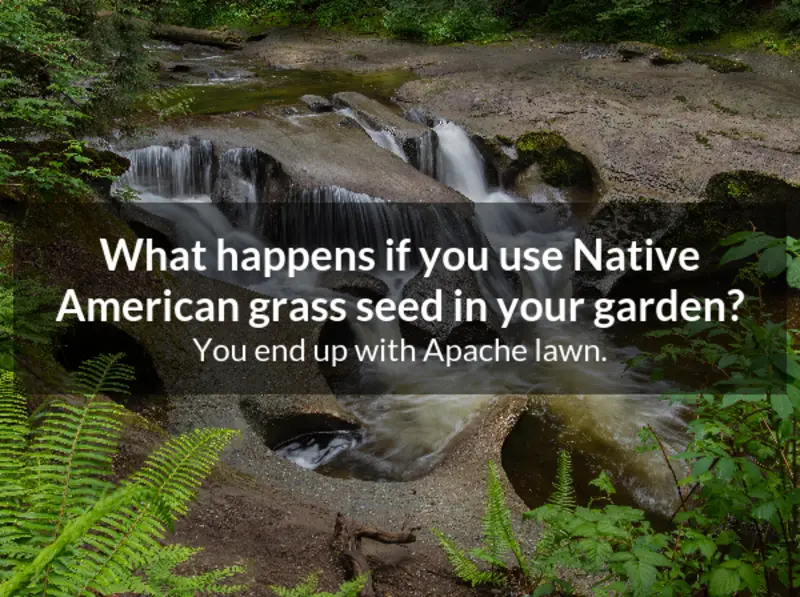 What happens if you use Native
American grass seed in your garden?
You end up with Apache lawn.